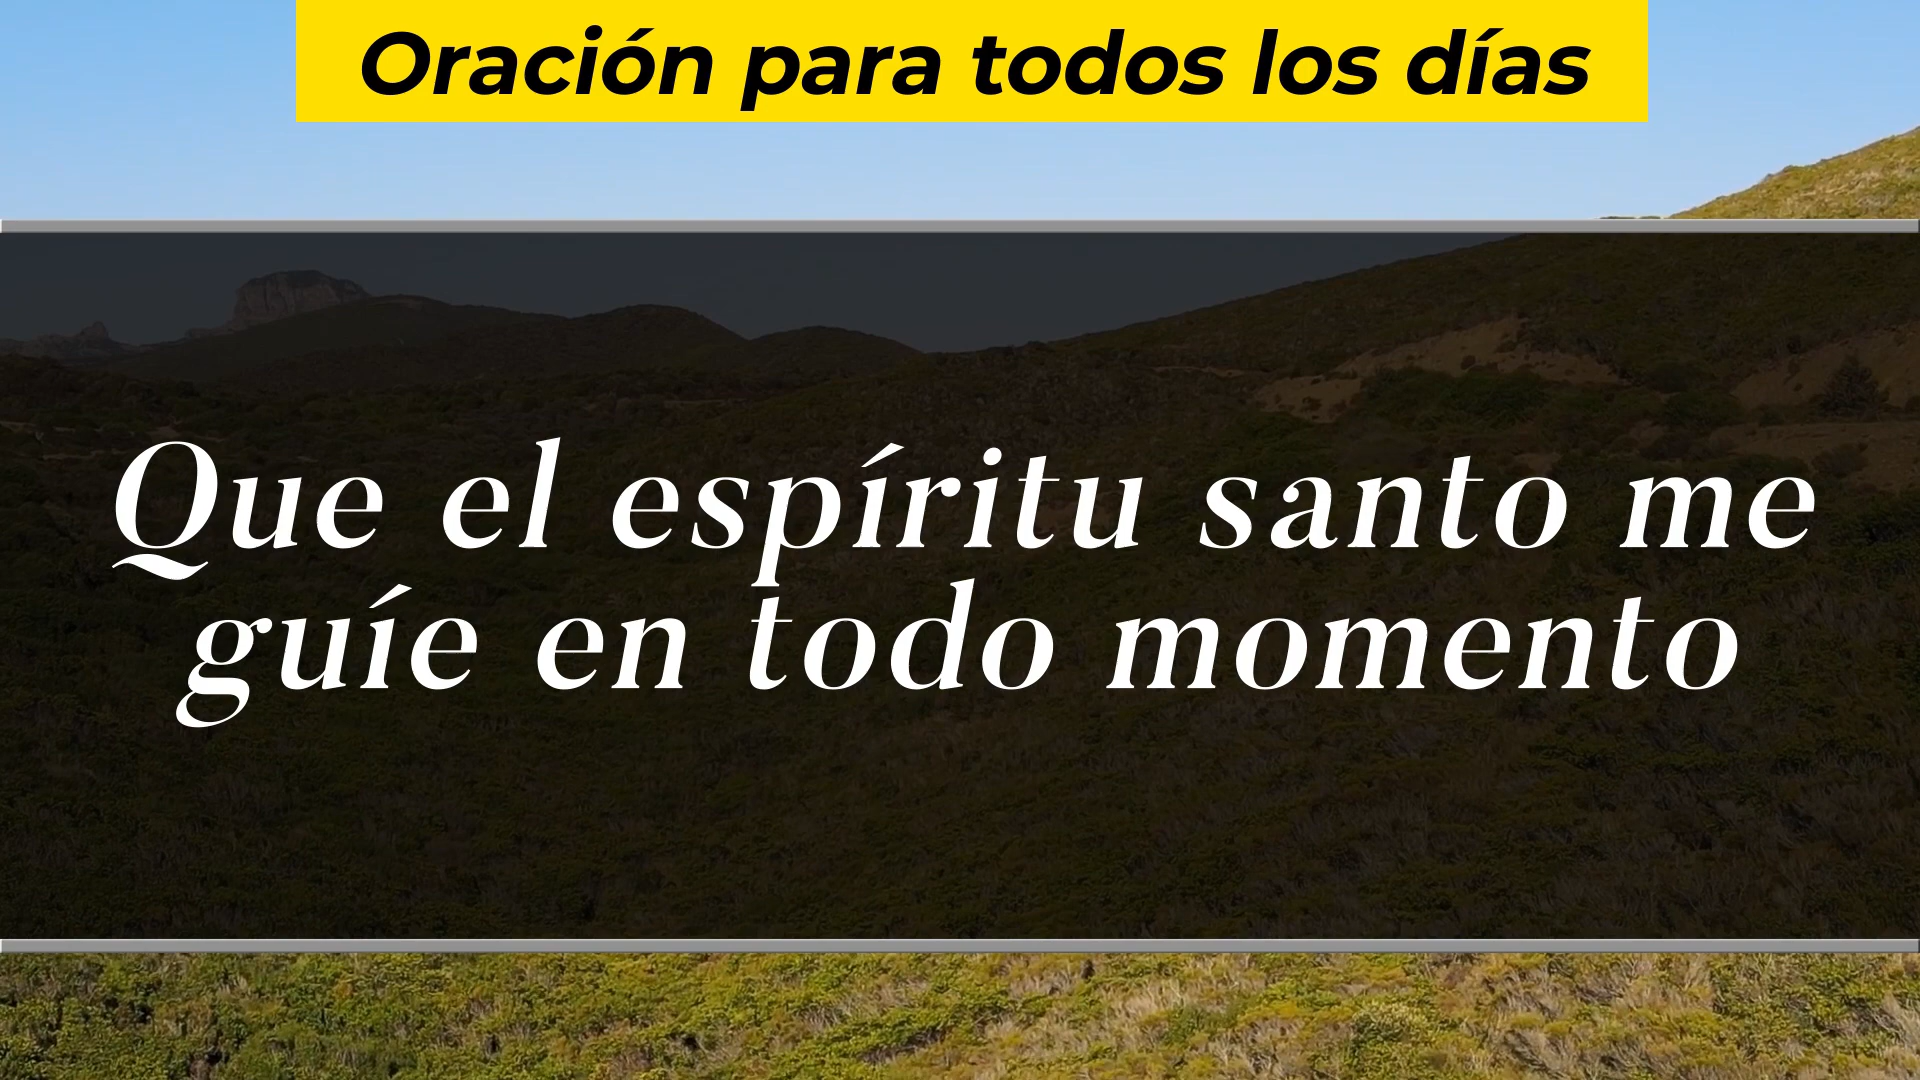 Oración para todos los días
Que el espíritu santo me
guíe en todo momento